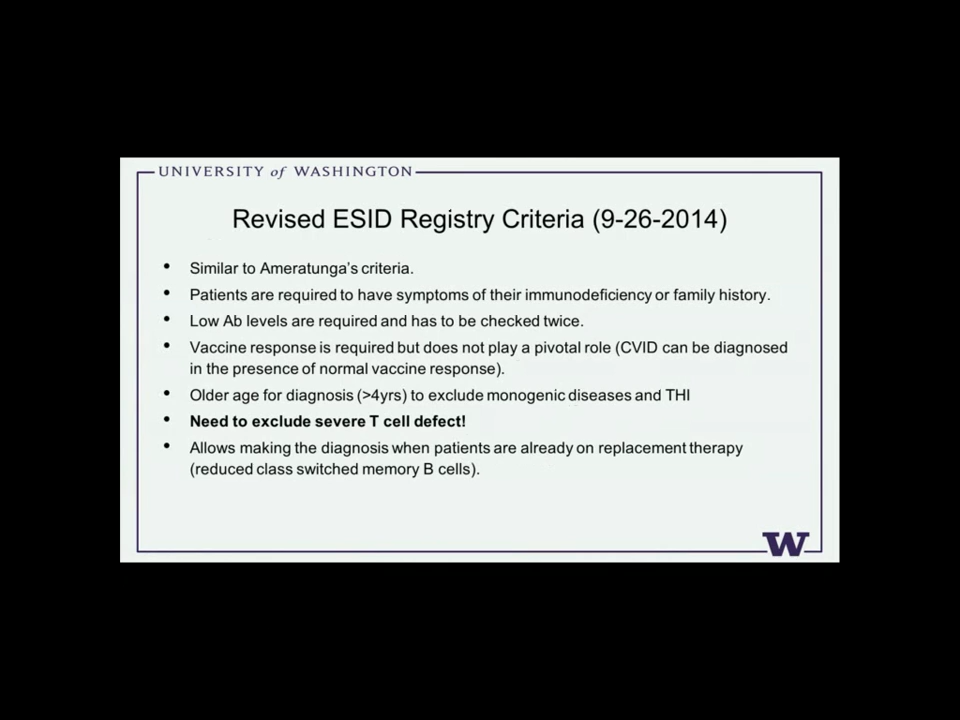 UNIVERSITY of WASHINGTON
Revised ESID Registry Criteria (9-26-2014)
• Similar to Ameratunga's criteria.
• Patients are required to have symptoms of their immunodeficiency or family history.
• Low Ab levels are required and has to be checked twice.
• Vaccine response is required but does not play a pivotal role (CVID can be diagnosed
in the presence of normal vaccine response).
• Older age for diagnosis (>4yrs) to exclude monogenic diseases and THI
• Need to exclude severe T cell defect!
• Allows making the diagnosis when patients are already on replacement therapy
(reduced class switched memory B cells).
W